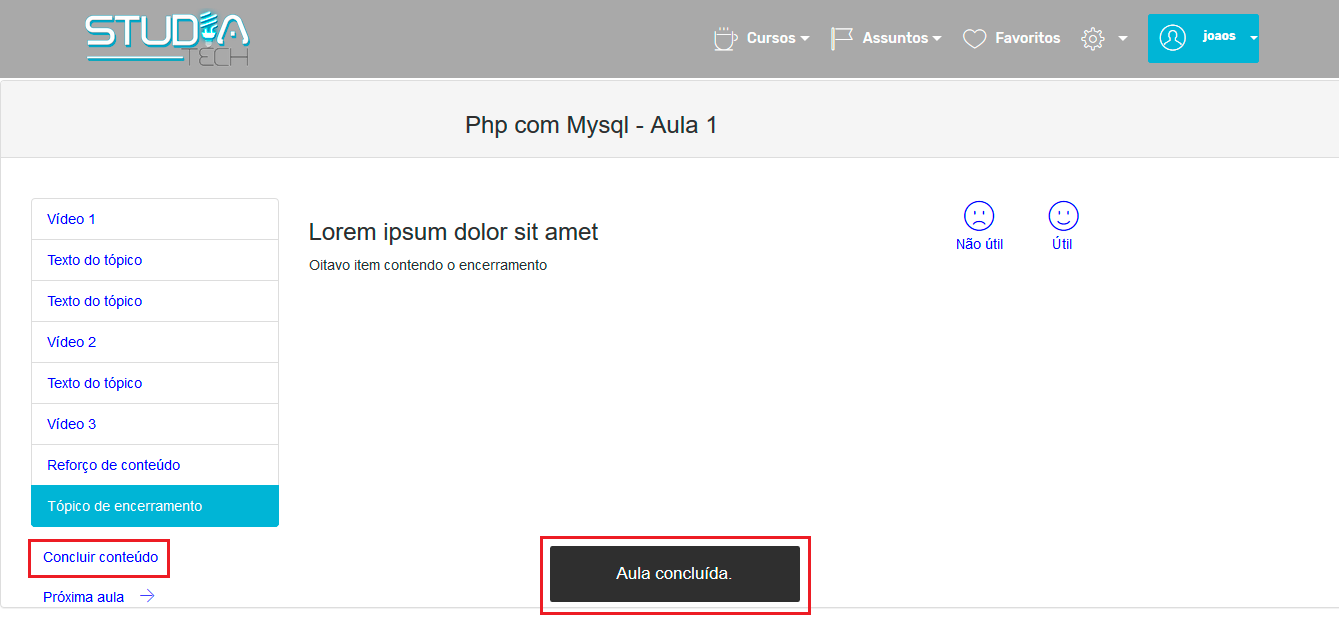 STUDIA
TECH
Cursos
Assuntos
Favoritos
joaos
Php com Mysql - Aula 1
Vídeo 1
Texto do tópico
Texto do tópico
Vídeo 2
Texto do tópico
Vídeo 3
Reforço de conteúdo
Tópico de encerramento
Concluir conteúdo
Próxima aula
Lorem ipsum dolor sit amet
Oitavo item contendo o encerramento
Não útil
Útil
Aula concluída.